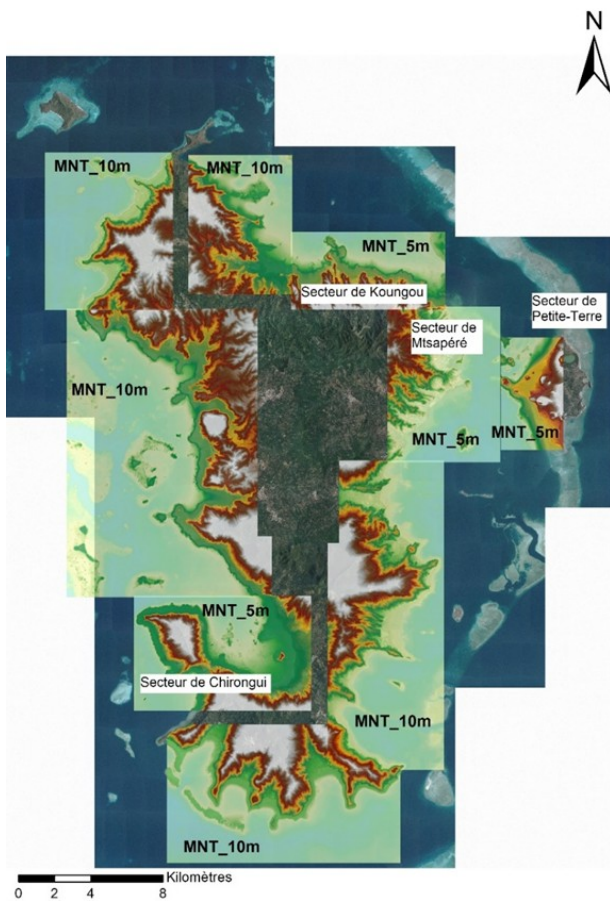 N
MNT_10m
MNT_10m
MNT_5m
Secteur de Koungou
Secteur de
Petite-Terre
Secteur de
Mtsapéré
MNT_10m
MNT_5m
MNT_5m
MNT_5m
Secteur de Chirongui
MNT_10m
MNT_10m
Kilomètres
0 2 4 8